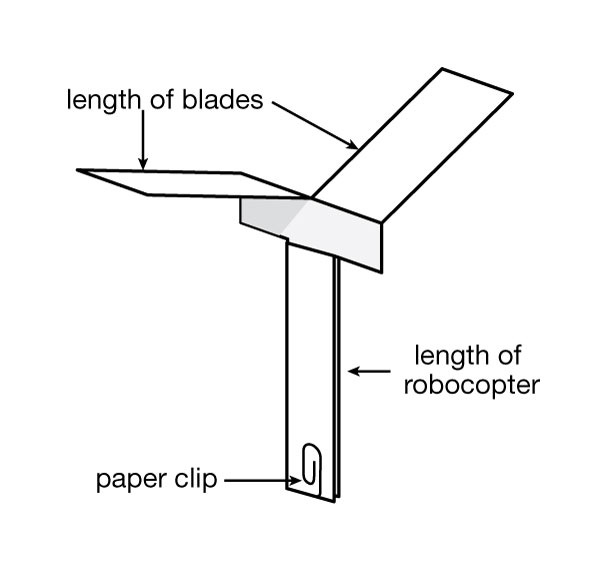 length of blades
length of
robocopter
paper clip